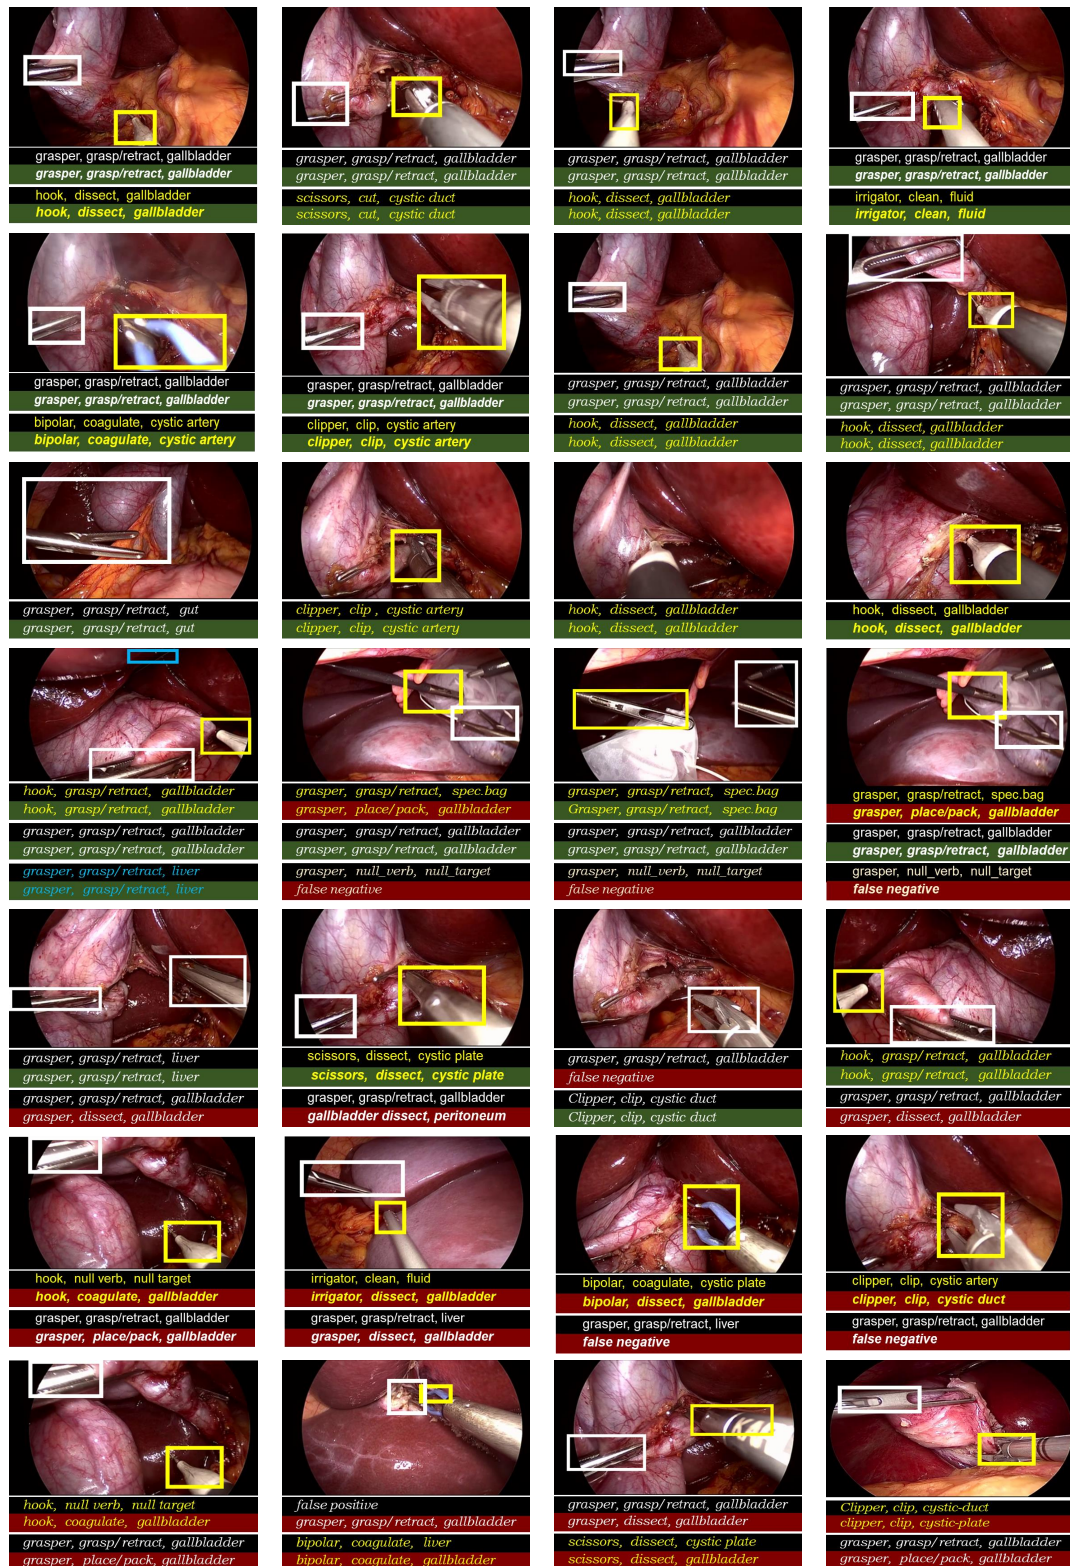 grasper, grasp/retract, gallbladder
grasper, grasp/retract, gallbladder
hook, dissect, gallbladder
hook, dissect, gallbladder
grasper, grasp/retract, gallbladder
grasper, grasp/retract, gallbladder
scissors, cut, cystic duct
scissors, cut, cystic duct
grasper, grasp/retract, gallbladder
grasper, grasp/retract, gallbladder
hook, dissect, gallbladder
hook, dissect, gallbladder
grasper, grasp/retract, gallbladder
grasper, grasp/retract, gallbladder
irrigator, clean, fluid
irrigator, clean, fluid
grasper, grasp/retract, gallbladder
grasper, grasp/retract, gallbladder
bipolar, coagulate, cystic artery
bipolar, coagulate, cystic artery
grasper, grasp/retract, gallbladder
grasper, grasp/retract, gallbladder
clipper, clip, cystic artery
clipper, clip, cystic artery
grasper, grasp/retract, gallbladder
grasper, grasp/retract, gallbladder
hook, dissect, gallbladder
hook, dissect, gallbladder
grasper, grasp/retract, gallbladder
grasper, grasp/retract, gallbladder
hook, dissect, gallbladder
hook, dissect, gallbladder
grasper, grasp/retract, gut
grasper, grasp/retract, gut
clipper, clip , cystic artery
clipper, clip, cystic artery
hook, dissect, gallbladder
hook, dissect, gallbladder
hook, dissect, gallbladder
hook, dissect, gallbladder
hook, grasp/retract, gallbladder
hook, grasp/retract, gallbladder
grasper, grasp/retract, gallbladder
grasper, grasp/retract, gallbladder
grasper, grasp/retract, liver
grasper, grasp/retract, liver
grasper, grasp/retract, spec.bag
grasper, place/pack, gallbladder
grasper, grasp/retract, gallbladder
grasper, grasp/retract, gallbladder
grasper, null_verb, null_target
false negative
grasper, grasp/retract, spec.bag
Grasper, grasp/retract, spec.bag
grasper, grasp/retract, gallbladder
grasper, grasp/retract, gallbladder
grasper, null_verb, null_target
false negative
grasper, grasp/retract, spec.bag
grasper, place/pack, gallbladder
grasper, grasp/retract, gallbladder
grasper, grasp/retract, gallbladder
grasper, null_verb, null_target
false negative
grasper, grasp/retract, liver
grasper, grasp/retract, liver
grasper, grasp/retract, gallbladder
grasper, dissect, gallbladder
scissors, dissect, cystic plate
scissors, dissect, cystic plate
grasper, grasp/retract, gallbladder
gallbladder dissect, peritoneum
grasper, grasp/retract, gallbladder
false negative
Clipper, clip, cystic duct
Clipper, clip, cystic duct
hook, grasp/retract, gallbladder
hook, grasp/retract, gallbladder
grasper, grasp/retract, gallbladder
grasper, dissect, gallbladder
hook, null verb, null target
hook, coagulate, gallbladder
grasper, grasp/retract, gallbladder
grasper, place/pack, gallbladder
irrigator, clean, fluid
irrigator, dissect, gallbladder
grasper, grasp/retract, liver
grasper, dissect, gallbladder
bipolar, coagulate, cystic plate
bipolar, dissect, gallbladder
grasper, grasp/retract, liver
false negative
clipper, clip, cystic artery
clipper, clip, cystic duct
grasper, grasp/retract, gallbladder
false negative
hook, null verb, null target
hook, coagulate, gallbladder
grasper, grasp/retract, gallbladder
grasper, place/pack, gallbladder
false positive
grasper, grasp/retract, gallbladder
bipolar, coagulate, liver
bipolar, coagulate, gallbladder
grasper, grasp/retract, gallbladder
grasper, dissect, gallbladder
scissors, dissect, cystic plate
scissors, dissect, gallbladder
Clipper, clip, cystic-duct
clipper, clip, cystic-plate
grasper, grasp/retract, gallbladder
grasper, place/pack, gallbladder